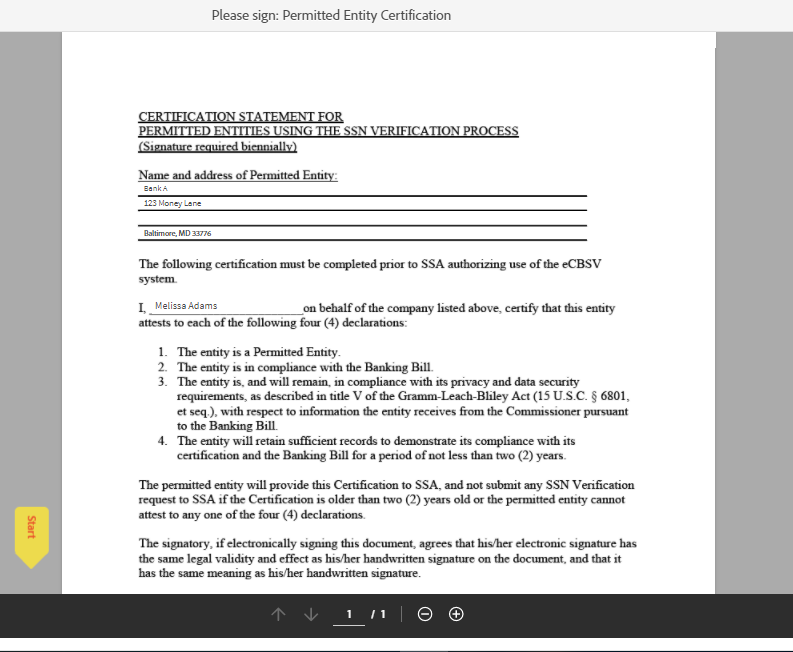 Please sign: Permitted Entity Certification
CERTIFICATION STATEMENT FOR
PERMITTED ENTITIES USING THE SSN VERIFICATION PROCESS
(Signature required biennially)
Name and address of Permitted Entity:
Bank A
123 Money Lane
Baltimore, MD 33776
The following certification must be completed prior to SSA authorizing use of the eCBSV
system.
I, Melissa Adams on behalf of the company listed above, certify that this entity
attests to each of the following four (4) declarations:
1. The entity is a Permitted Entity.
2. The entity is in compliance with the Banking Bill.
3. The entity is, and will remain, in compliance with its privacy and data security
requirements, as described in title V of the Gramm-Leach-Bliley Act (15 U.S.C. § 6801,
et seq.), with respect to information the entity receives from the Commissioner pursuant
to the Banking Bill.
4. The entity will retain sufficient records to demonstrate its compliance with its
certification and the Banking Bill for a period of not less than two (2) years.
The permitted entity will provide this Certification to SSA, and not submit any SSN Verification
request to SSA if the Certification is older than two (2) years old or the permitted entity cannot
attest to any one of the four (4) declarations.
Start
The signatory, if electronically signing this document, agrees that his/her electronic signature has
the same legal validity and effect as his/her handwritten signature on the document, and that it
has the same meaning as his/her handwritten signature.
1 / 1